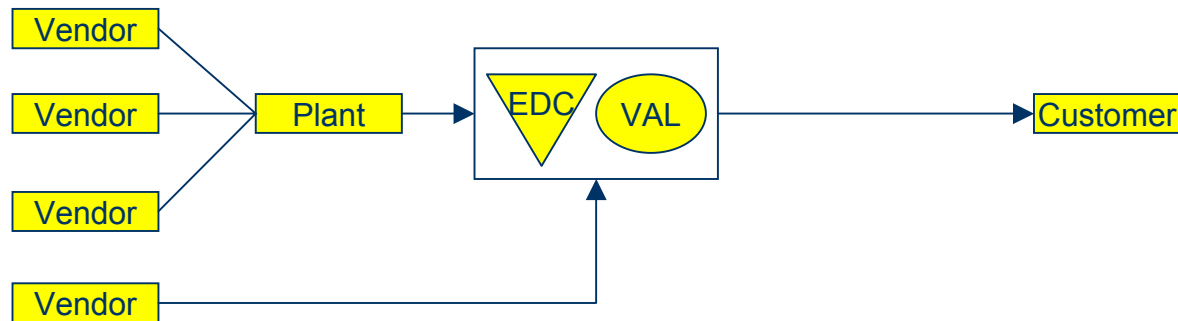 Vendor
Vendor
Plant
EDC
VAL
Customer
Vendor
Vendor